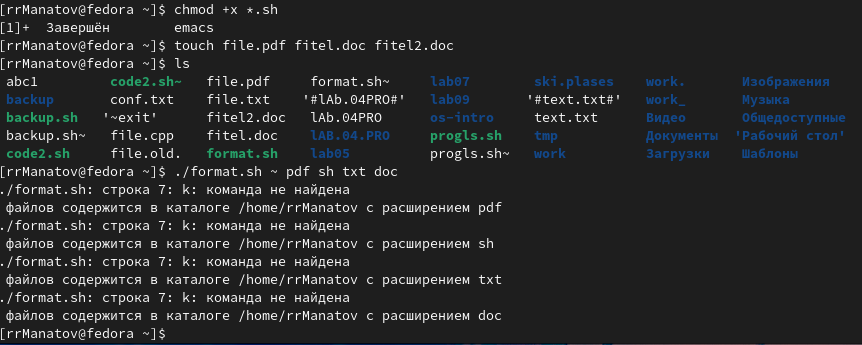 [rrManatov@fedora ~]$ chmod +x *.sh
[1]+  Завершён        emacs
[rrManatov@fedora ~]$ touch file.pdf fitel.doc fitel2.doc
[rrManatov@fedora ~]$ ls
abc1 code2.sh~ file.pdf format.sh~ lab07 ski.plases work. Изображения
backup conf.txt file.txt '#lAb.04PRO#' lab09 '#text.txt#' work_ Музыка
backup.sh '~exit' fitel2.doc lAb.04PRO os-intro text.txt Видео Общедоступные
backup.sh~ file.cpp fitel.doc lAB.04.PRO progls.sh tmp Документы 'Рабочий стол'
code2.sh file.old. format.sh lab05 progls.sh~ work Загрузки Шаблоны
[rrManatov@fedora ~]$ ./format.sh ~ pdf sh txt doc
./format.sh: строка 7: k: команда не найдена
 файлов содержится в каталоге /home/rrManatov с расширением pdf
./format.sh: строка 7: k: команда не найдена
 файлов содержится в каталоге /home/rrManatov с расширением sh
./format.sh: строка 7: k: команда не найдена
 файлов содержится в каталоге /home/rrManatov с расширением txt
./format.sh: строка 7: k: команда не найдена
 файлов содержится в каталоге /home/rrManatov с расширением doc
[rrManatov@fedora ~]$